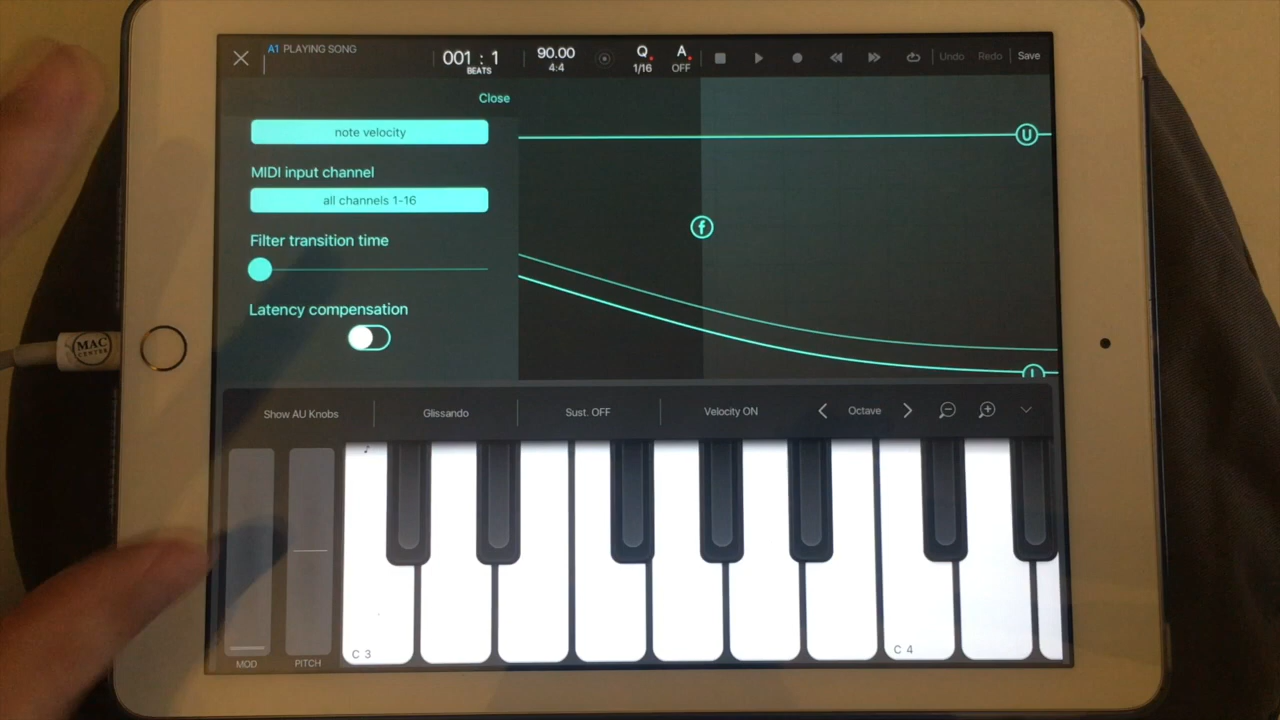 A1 PLAYING SONG
001 : 1
BEATS
90.00
4:4
Q
1/16
A
OFF
Undo
Redo
Save
Close
note velocity
MIDI input channel
all channels 1-16
Filter transition time
Latency compensation
U
f
L
MAC
CENTER
Show AU Knobs
Glissando
Sust. OFF
Velocity ON
Octave
MOD
PITCH
C 3
C 4